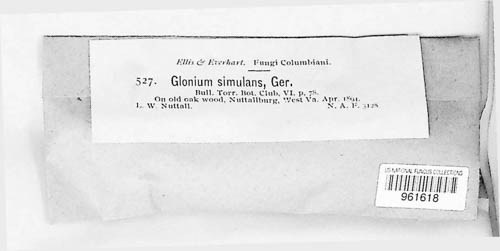 Ellis & Everhart. Fungi Columbiani.
527. Glonium simulans, Ger.
Bull. Torr. Bot. Club, VI, p. 78.
On old oak wood, Nuttallburg, West Va. Apr. 1891.
L. W. Nuttall. N. A. F. 3128
US NATIONAL FUNGUS COLLECTIONS
961618